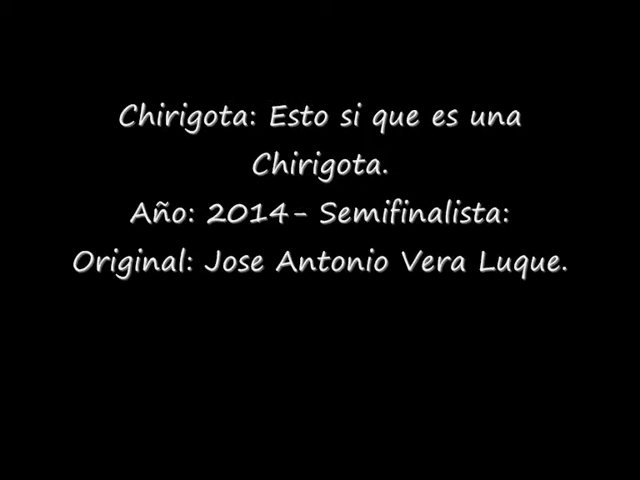 Chirigota: Esto si que es una
Chirigota.
Año: 2014- Semifinalista:
Original: Jose Antonio Vera Luque.